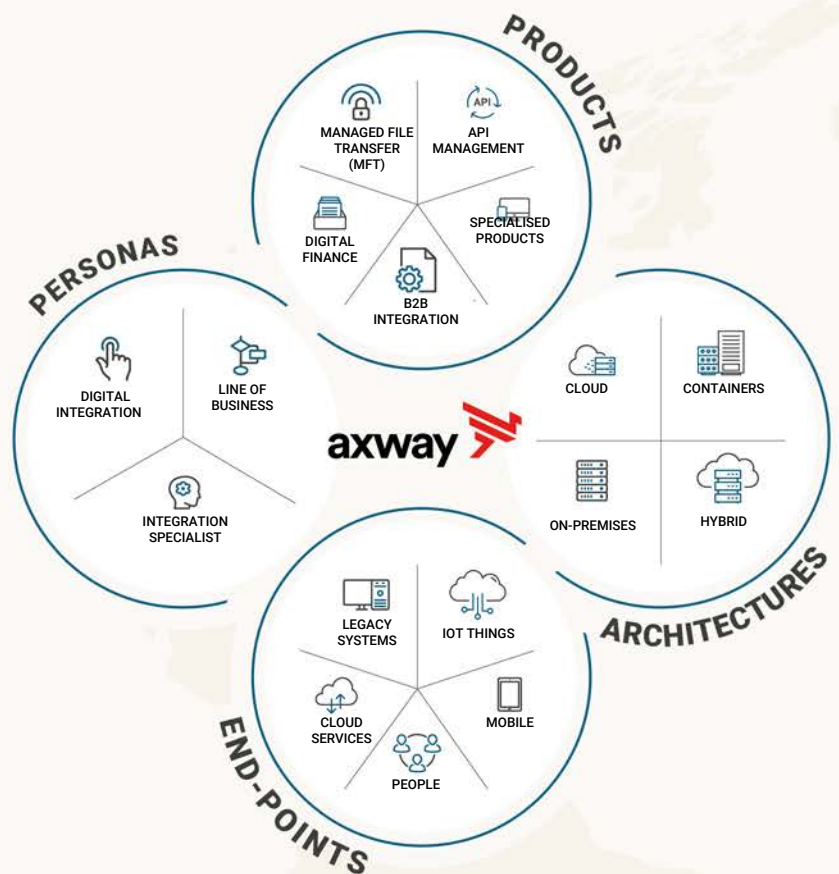 PRODUCTS
MANAGED FILE
TRANSFER
(MFT)
API
API
MANAGEMENT
DIGITAL
FINANCE
SPECIALISED
PRODUCTS
B2B
INTEGRATION
PERSONAS
DIGITAL
INTEGRATION
LINE OF
BUSINESS
INTEGRATION
SPECIALIST
axway
CLOUD
CONTAINERS
ON-PREMISES
HYBRID
ARCHITECTURES
LEGACY
SYSTEMS
IOT THINGS
CLOUD
SERVICES
MOBILE
PEOPLE
END-POINTS